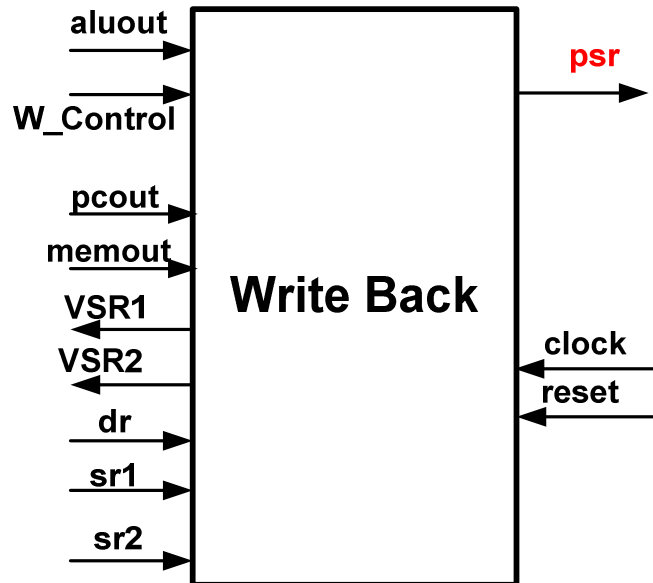 aluout
psr
W_Control
pcout
memout
Write Back
VSR1
clock
VSR2
reset
dr
sr1
sr2